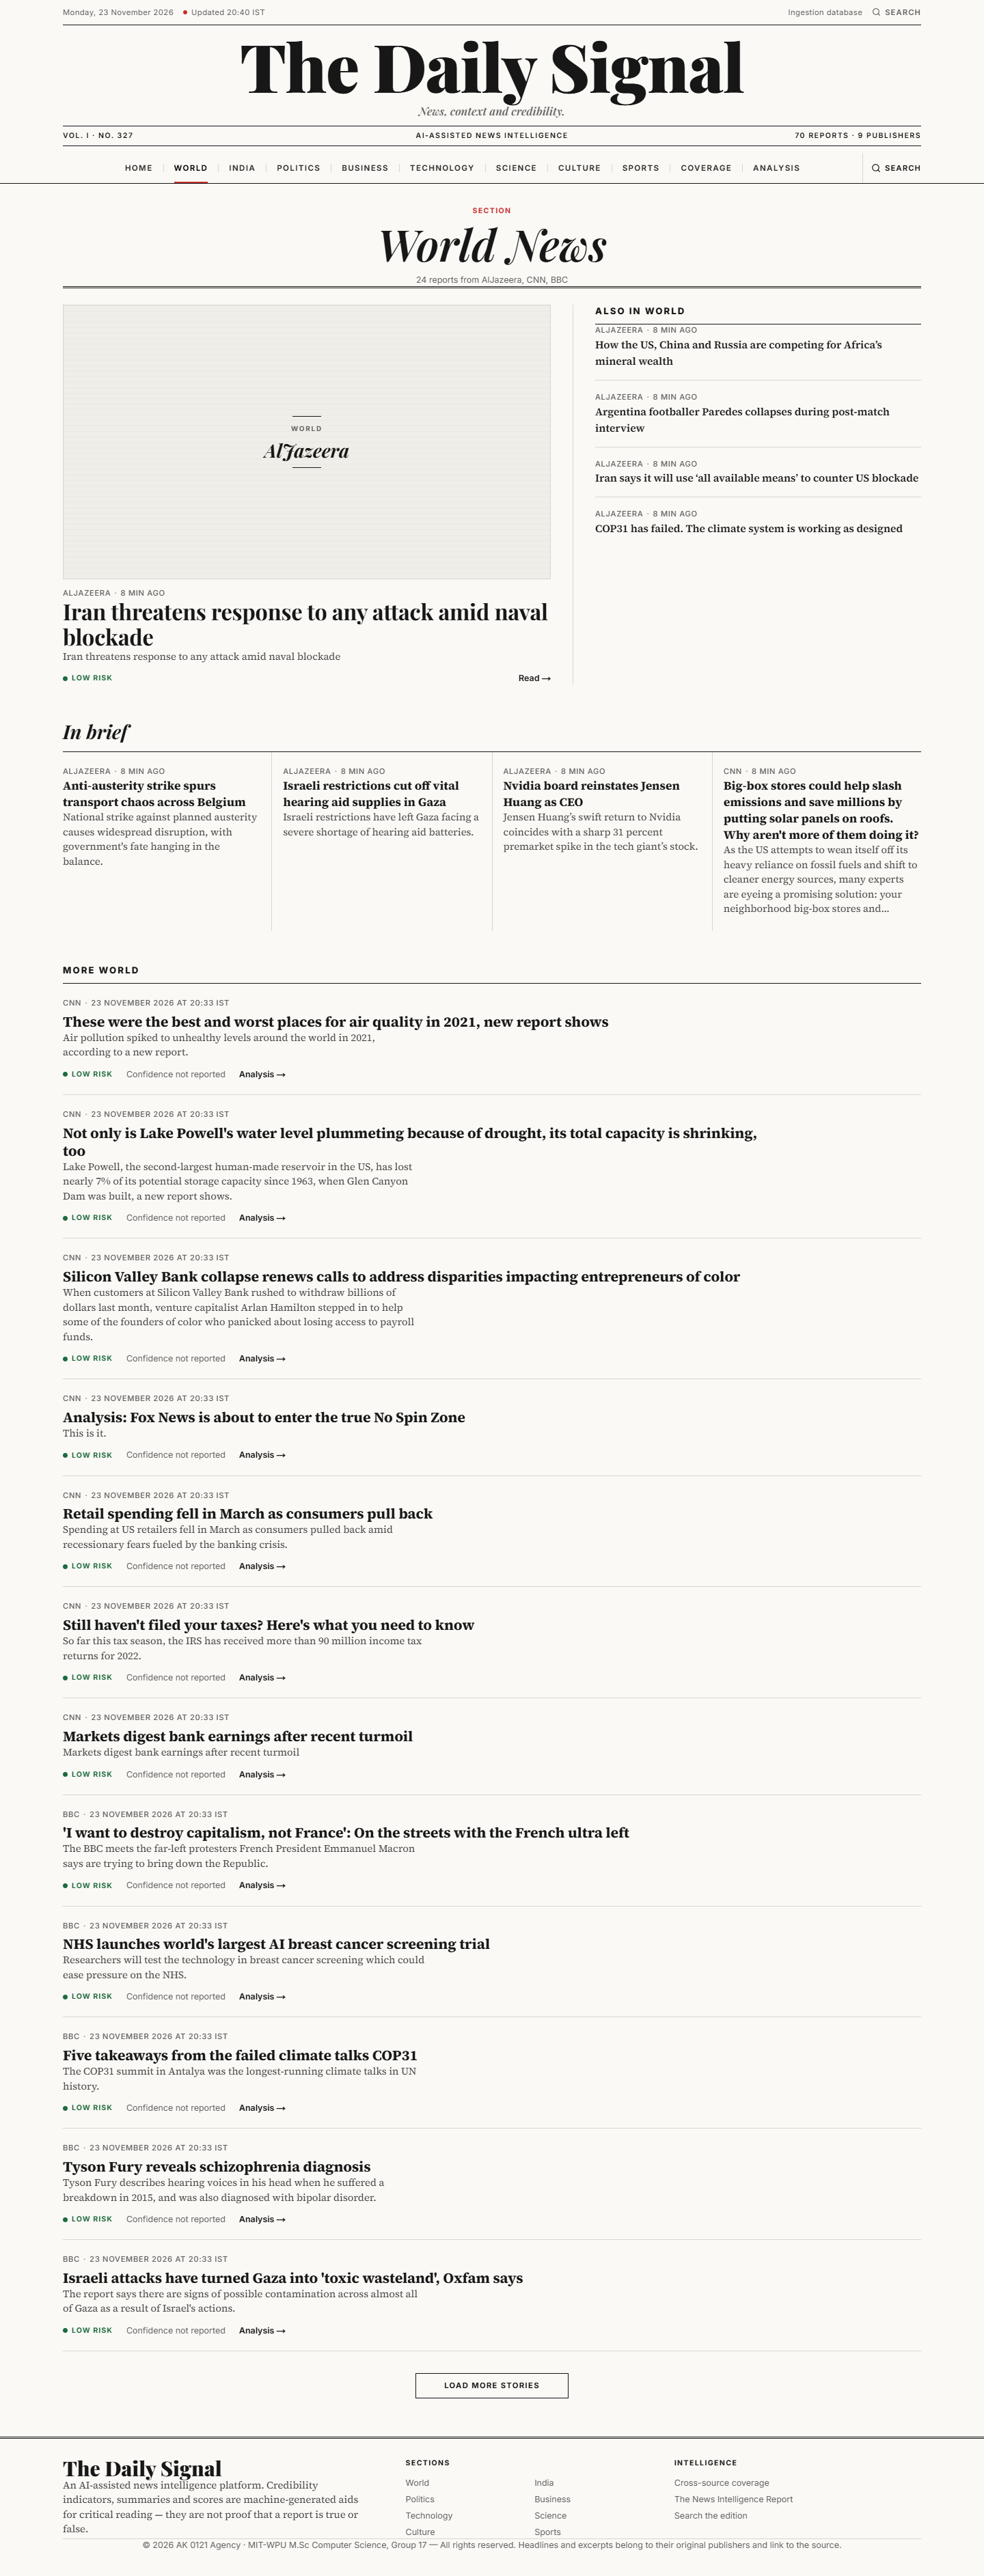 Monday, 23 November 2026 • Updated 20:40 IST
Ingestion database SEARCH
The Daily Signal
News, context and credibility.
VOL. I · NO. 327
AI-ASSISTED NEWS INTELLIGENCE
70 REPORTS · 9 PUBLISHERS
HOME WORLD INDIA POLITICS BUSINESS TECHNOLOGY SCIENCE CULTURE SPORTS COVERAGE ANALYSIS SEARCH
SECTION
World News
24 reports from AlJazeera, CNN, BBC
WORLD
AlJazeera
ALJAZEERA · 8 MIN AGO
Iran threatens response to any attack amid naval
blockade
Iran threatens response to any attack amid naval blockade
LOW RISK
Read →
ALSO IN WORLD
ALJAZEERA · 8 MIN AGO
How the US, China and Russia are competing for Africa’s
mineral wealth
ALJAZEERA · 8 MIN AGO
Argentina footballer Paredes collapses during post-match
interview
ALJAZEERA · 8 MIN AGO
Iran says it will use ‘all available means’ to counter US blockade
ALJAZEERA · 8 MIN AGO
COP31 has failed. The climate system is working as designed
In brief
ALJAZEERA · 8 MIN AGO
Anti-austerity strike spurs
transport chaos across Belgium
National strike against planned austerity
causes widespread disruption, with
government's fate hanging in the
balance.
ALJAZEERA · 8 MIN AGO
Israeli restrictions cut off vital
hearing aid supplies in Gaza
Israeli restrictions have left Gaza facing a
severe shortage of hearing aid batteries.
ALJAZEERA · 8 MIN AGO
Nvidia board reinstates Jensen
Huang as CEO
Jensen Huang’s swift return to Nvidia
coincides with a sharp 31 percent
premarket spike in the tech giant’s stock.
CNN · 8 MIN AGO
Big-box stores could help slash
emissions and save millions by
putting solar panels on roofs.
Why aren't more of them doing it?
As the US attempts to wean itself off its
heavy reliance on fossil fuels and shift to
cleaner energy sources, many experts
are eyeing a promising solution: your
neighborhood big-box stores and…
MORE WORLD
CNN · 23 NOVEMBER 2026 AT 20:33 IST
These were the best and worst places for air quality in 2021, new report shows
Air pollution spiked to unhealthy levels around the world in 2021,
according to a new report.
LOW RISK Confidence not reported Analysis →
CNN · 23 NOVEMBER 2026 AT 20:33 IST
Not only is Lake Powell's water level plummeting because of drought, its total capacity is shrinking,
too
Lake Powell, the second-largest human-made reservoir in the US, has lost
nearly 7% of its potential storage capacity since 1963, when Glen Canyon
Dam was built, a new report shows.
LOW RISK Confidence not reported Analysis →
CNN · 23 NOVEMBER 2026 AT 20:33 IST
Silicon Valley Bank collapse renews calls to address disparities impacting entrepreneurs of color
When customers at Silicon Valley Bank rushed to withdraw billions of
dollars last month, venture capitalist Arlan Hamilton stepped in to help
some of the founders of color who panicked about losing access to payroll
funds.
LOW RISK Confidence not reported Analysis →
CNN · 23 NOVEMBER 2026 AT 20:33 IST
Analysis: Fox News is about to enter the true No Spin Zone
This is it.
LOW RISK Confidence not reported Analysis →
CNN · 23 NOVEMBER 2026 AT 20:33 IST
Retail spending fell in March as consumers pull back
Spending at US retailers fell in March as consumers pulled back amid
recessionary fears fueled by the banking crisis.
LOW RISK Confidence not reported Analysis →
CNN · 23 NOVEMBER 2026 AT 20:33 IST
Still haven't filed your taxes? Here's what you need to know
So far this tax season, the IRS has received more than 90 million income tax
returns for 2022.
LOW RISK Confidence not reported Analysis →
CNN · 23 NOVEMBER 2026 AT 20:33 IST
Markets digest bank earnings after recent turmoil
Markets digest bank earnings after recent turmoil
LOW RISK Confidence not reported Analysis →
BBC · 23 NOVEMBER 2026 AT 20:33 IST
'I want to destroy capitalism, not France': On the streets with the French ultra left
The BBC meets the far-left protesters French President Emmanuel Macron
says are trying to bring down the Republic.
LOW RISK Confidence not reported Analysis →
BBC · 23 NOVEMBER 2026 AT 20:33 IST
NHS launches world's largest AI breast cancer screening trial
Researchers will test the technology in breast cancer screening which could
ease pressure on the NHS.
LOW RISK Confidence not reported Analysis →
BBC · 23 NOVEMBER 2026 AT 20:33 IST
Five takeaways from the failed climate talks COP31
The COP31 summit in Antalya was the longest-running climate talks in UN
history.
LOW RISK Confidence not reported Analysis →
BBC · 23 NOVEMBER 2026 AT 20:33 IST
Tyson Fury reveals schizophrenia diagnosis
Tyson Fury describes hearing voices in his head when he suffered a
breakdown in 2015, and was also diagnosed with bipolar disorder.
LOW RISK Confidence not reported Analysis →
BBC · 23 NOVEMBER 2026 AT 20:33 IST
Israeli attacks have turned Gaza into 'toxic wasteland', Oxfam says
The report says there are signs of possible contamination across almost all
of Gaza as a result of Israel's actions.
LOW RISK Confidence not reported Analysis →
LOAD MORE STORIES
The Daily Signal
An AI-assisted news intelligence platform. Credibility
indicators, summaries and scores are machine-generated aids
for critical reading — they are not proof that a report is true or
false.
SECTIONS
World India
Politics Business
Technology Science
Culture Sports
INTELLIGENCE
Cross-source coverage
The News Intelligence Report
Search the edition
© 2026 AK 0121 Agency · MIT-WPU M.Sc Computer Science, Group 17 — All rights reserved. Headlines and excerpts belong to their original publishers and link to the source.